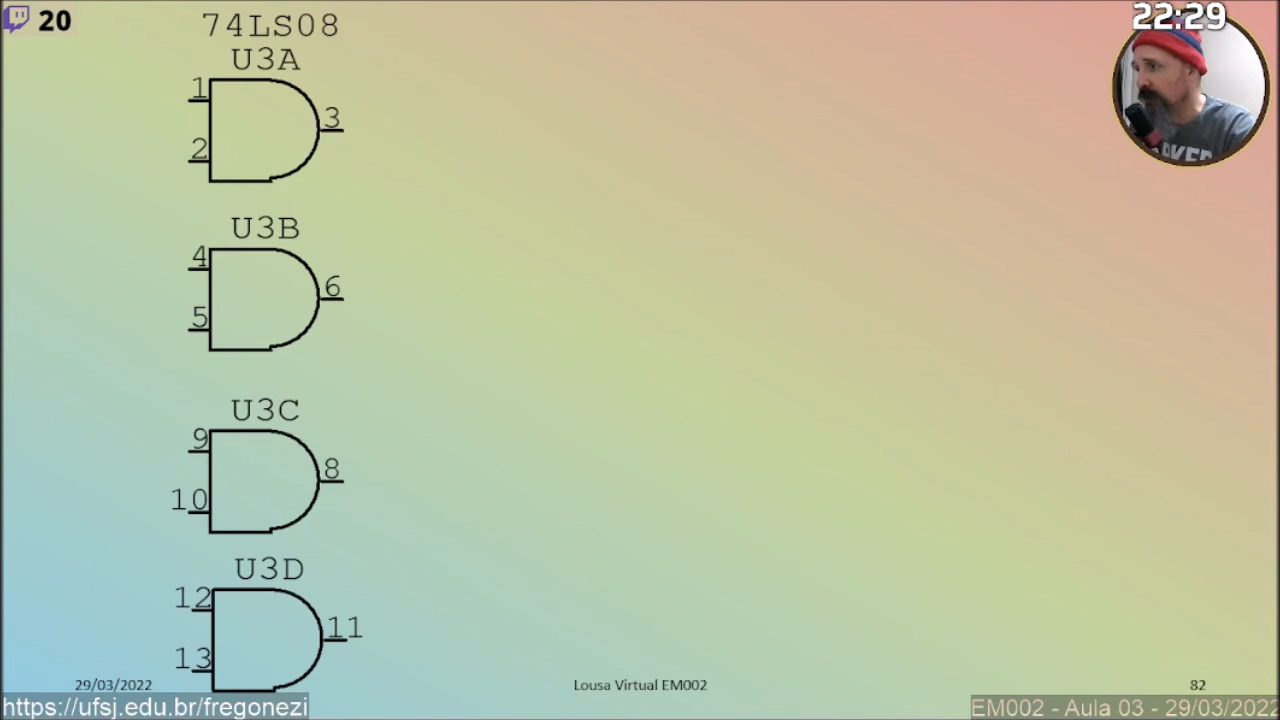 20
22:29
74LS08
U3A
1
2
3
U3B
4
5
6
U3C
9
10
8
U3D
12
13
11
29/03/2022
Lousa Virtual EM002
82
https://ufsj.edu.br/fregonezi
EM002 - Aula 03 - 29/03/2022